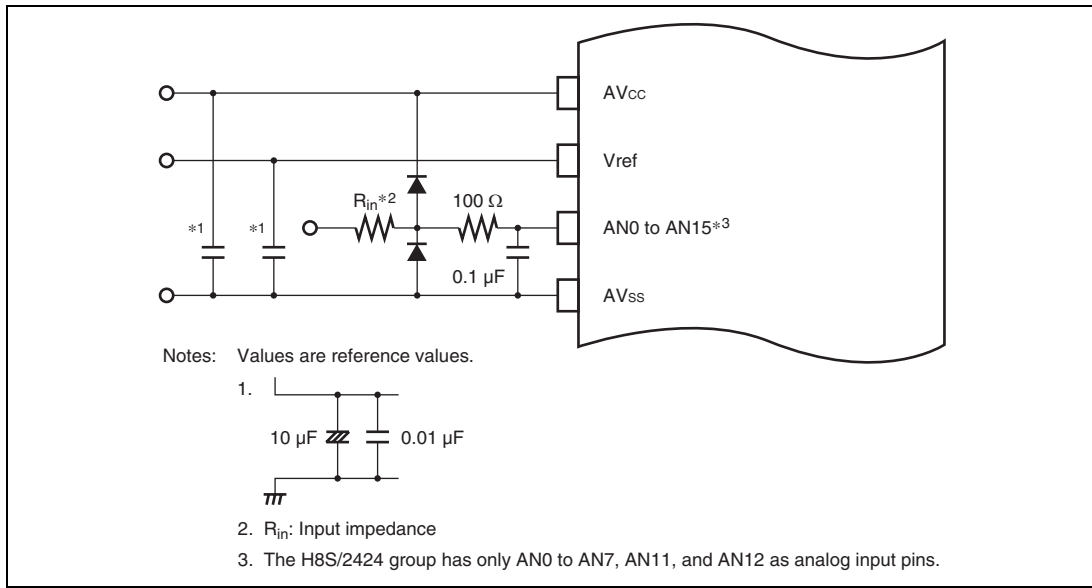 AVcc
Vref
Rin*2
100 Ω
*1
*1
AN0 to AN15*3
0.1 µF
AVss
Notes: Values are reference values.
1.
10 µF
0.01 µF
2. Rin: Input impedance
3. The H8S/2424 group has only AN0 to AN7, AN11, and AN12 as analog input pins.